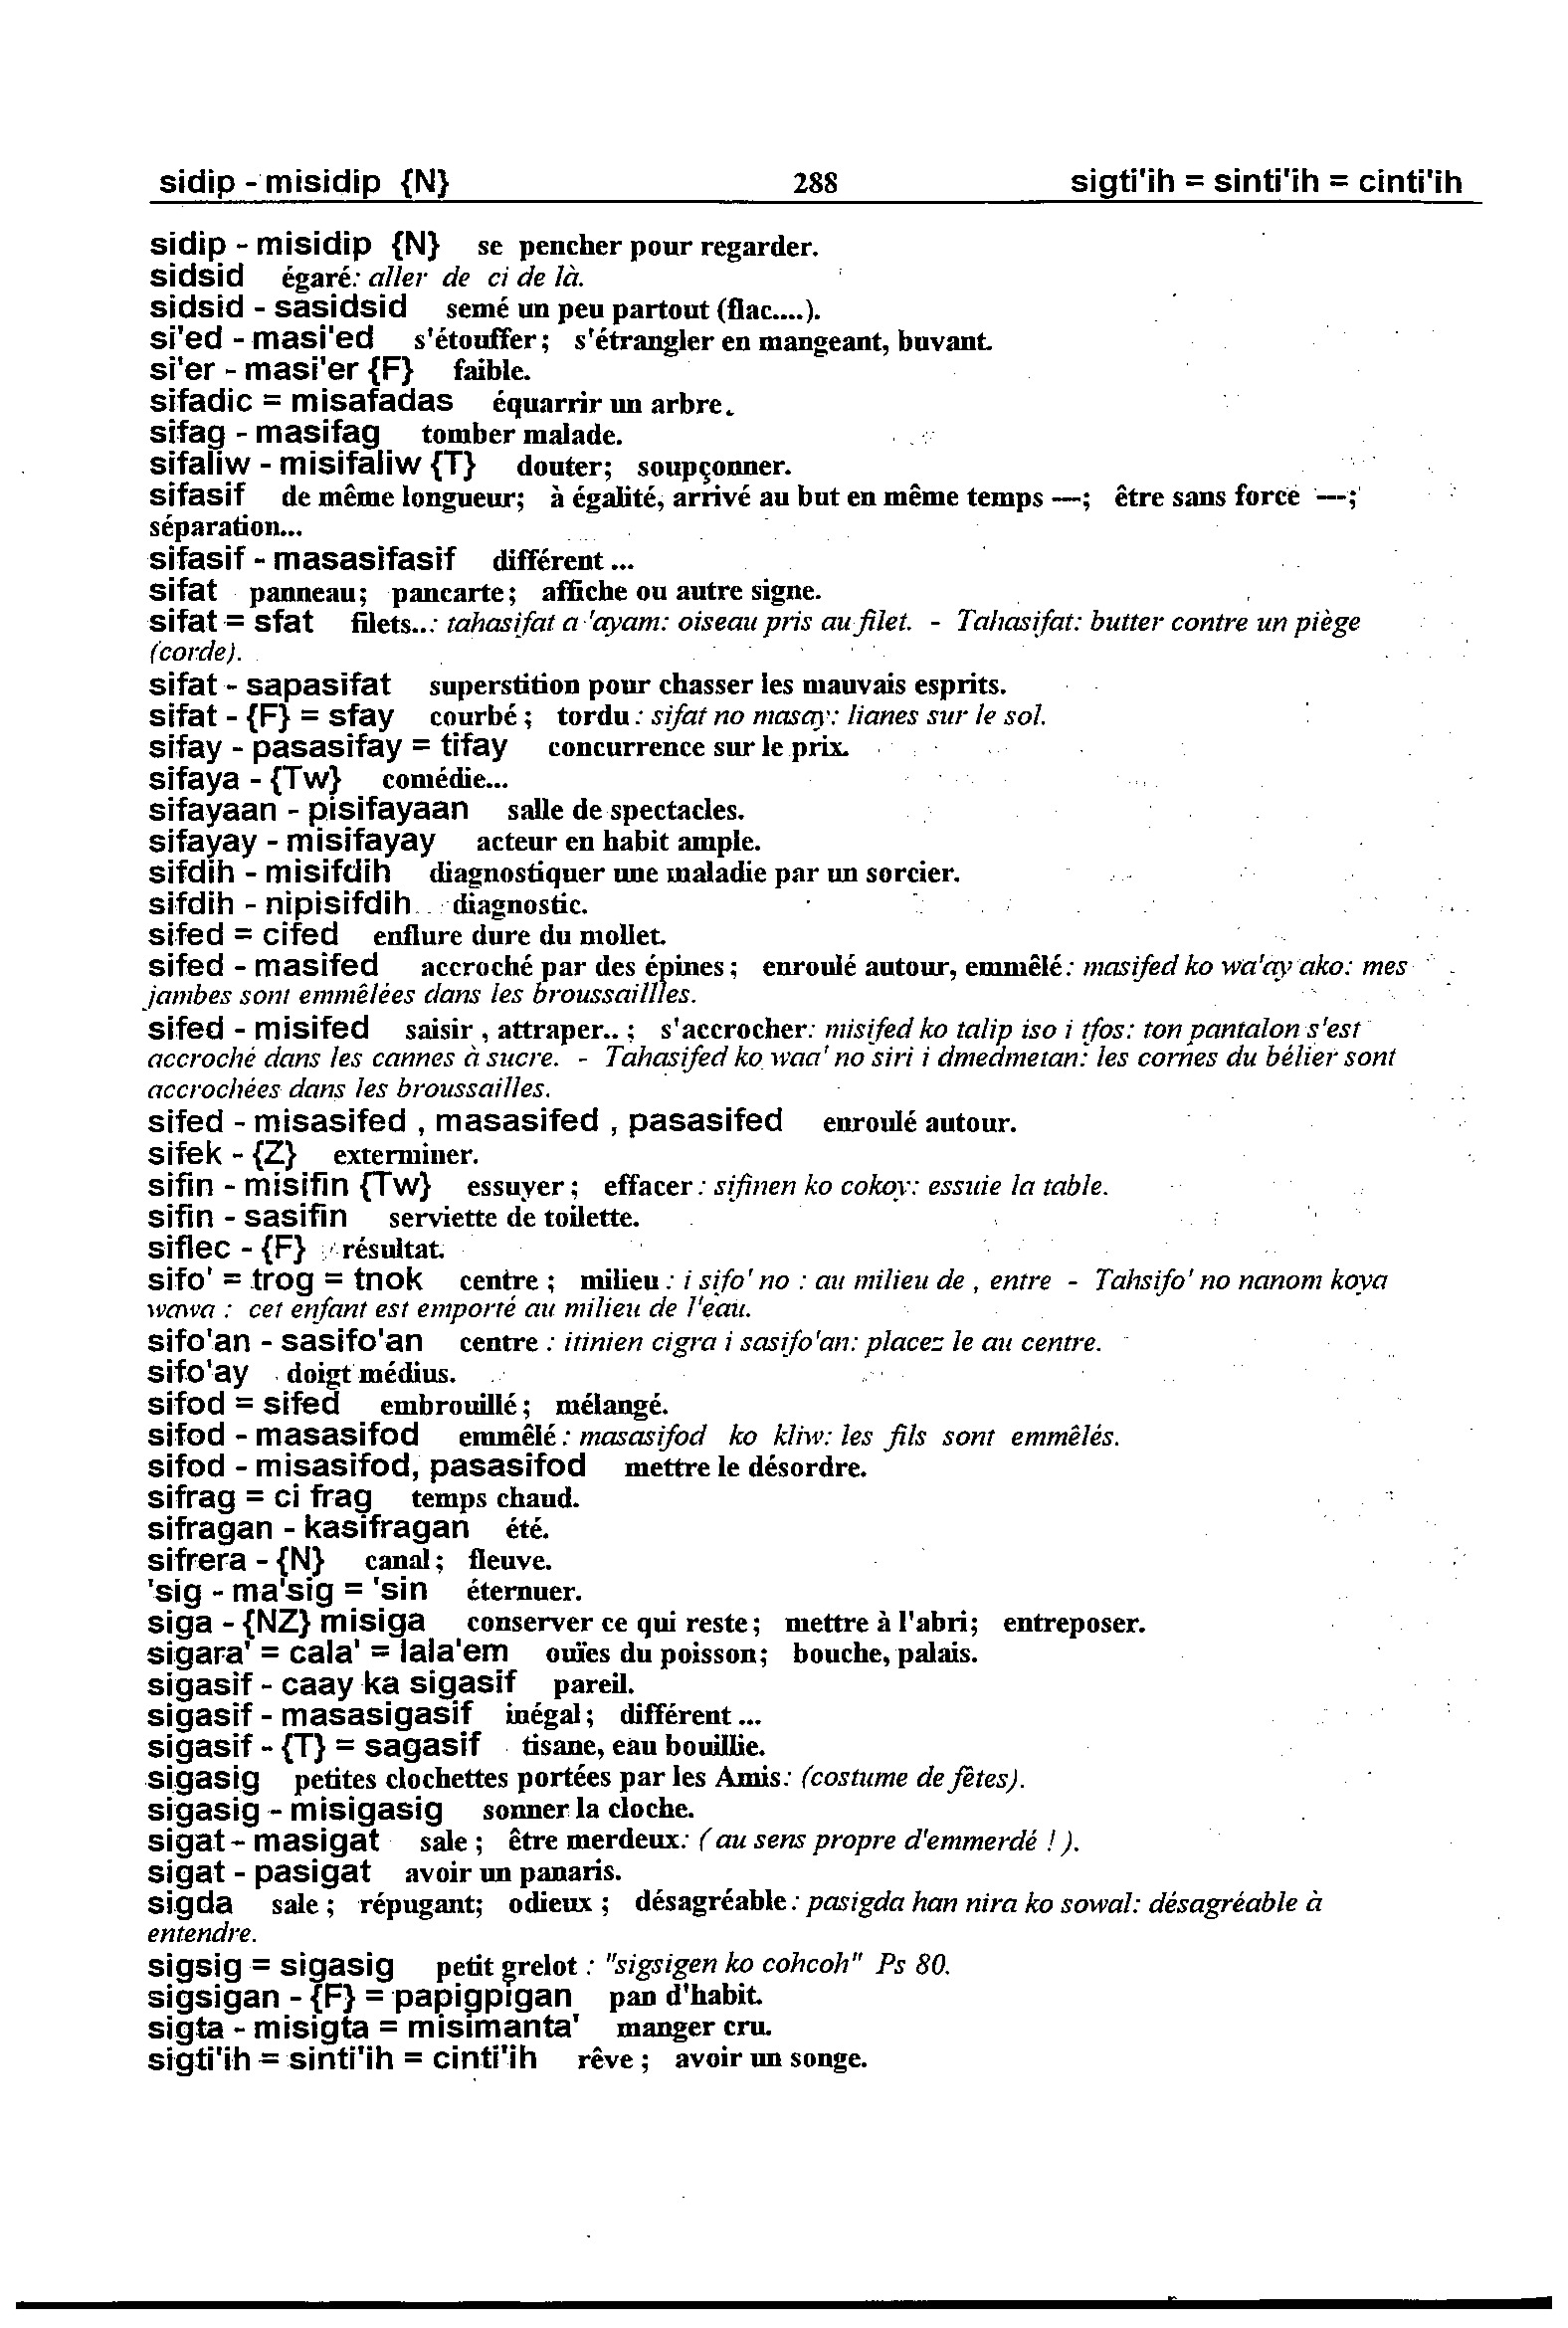 sidip - misidip {N} 288 sigti'ih = sinti'ih = cinti'ih
sidip - misidip {N} se pencher pour regarder.
sidsid égaré: aller de ci de là.
sidsid - sasidsid semé un peu partout (flac....).
si'ed - masi'ed s'étouffer; s'étrangler en mangeant, buvant.
si'er - masi'er {F} faible.
sifadic = misafadas équarrir un arbre.
sifag - masifag tomber malade.
sifaliw - misifaliw {T} douter; soupçonner.
sifasif de même longueur; à égalité, arrivé au but en même temps —; être sans force —;
séparation...
sifasif - masasifasif différent ...
sifat panneau; pancarte; affiche ou autre signe.
sifat = sfat filets..: tahasifat a 'ayam: oiseau pris au filet. - Tahasifat: butter contre un piège
(corde).
sifat - sapasifat superstition pour chasser les mauvais esprits.
sifat - {F} = sfay courbé ; tordu : sifat no masay: lianes sur le sol.
sifay - pasasifay = tifay concurrence sur le prix.
sifaya - {Tw} comédie...
sifayaan - pisifayaan salle de spectacles.
sifayay - misifayay acteur en habit ample.
sifdih - misifdih diagnostiquer une maladie par un sorcier.
sifdih - nipisifdih diagnostic.
sifed = cifed enflure dure du mollet.
sifed - masifed accroché par des épines ; enroulé autour, emmêlé : masifed ko wa'ay ako: mes
jambes sont emmêlées dans les broussaillles.
sifed - misifed saisir , attraper.. ; s'accrocher: misifed ko talip iso i tfos: ton pantalon s'est
accroché dans les cannes à sucre. - Tahasifed ko waa' no siri i dmedmetan: les cornes du bélier sont
accrochées dans les broussailles.
sifed - misasifed , masasifed , pasasifed enroulé autour.
sifek - {Z} exterminer.
sifin - misifin {Tw} essuyer ; effacer : sifinen ko cokoy: essuie la table.
sifin - sasifin serviette de toilette.
siflec - {F} résultat.
sifo' = trog = tnok centre ; milieu : i sifo' no : au milieu de , entre - Tahsifo' no nanom koya
wawa : cet enfant est emporté au milieu de l'eau.
sifo'an - sasifo'an centre : itinien cigra i sasifo'an: placez le au centre.
sifo'ay doigt médius.
sifod = sifed embrouillé ; mélangé.
sifod - masasifod emmêlé : masasifod ko kliw: les fils sont emmêlés.
sifod - misasifod, pasasifod mettre le désordre.
sifrag = ci frag temps chaud.
sifragan - kasifragan été.
sifrera - {N} canal ; fleuve.
'sig - ma'sig = 'sin éternuer.
siga - {NZ} misiga conserver ce qui reste ; mettre à l'abri; entreposer.
sigara' = cala' = lala'em ouïes du poisson; bouche, palais.
sigasif - caay ka sigasif pareil.
sigasif - masasigasif inégal ; différent ...
sigasif - {T} = sagasif tisane, eau bouillie.
sigasig petites clochettes portées par les Amis: (costume de fêtes).
sigasig - misigasig sonner la cloche.
sigat - masigat sale ; être merdeux: ( au sens propre d'emmerdé ! ).
sigat - pasigat avoir un panaris.
sigda sale ; répugant; odieux ; désagréable : pasigda han nira ko sowal: désagréable à
entendre.
sigsig = sigasig petit grelot : "sigsigen ko cohcoh" Ps 80.
sigsigan - {F} = papigpigan pan d'habit.
sigta - misigta = misimanta' manger cru.
sigti'ih = sinti'ih = cinti'ih rêve ; avoir un songe.